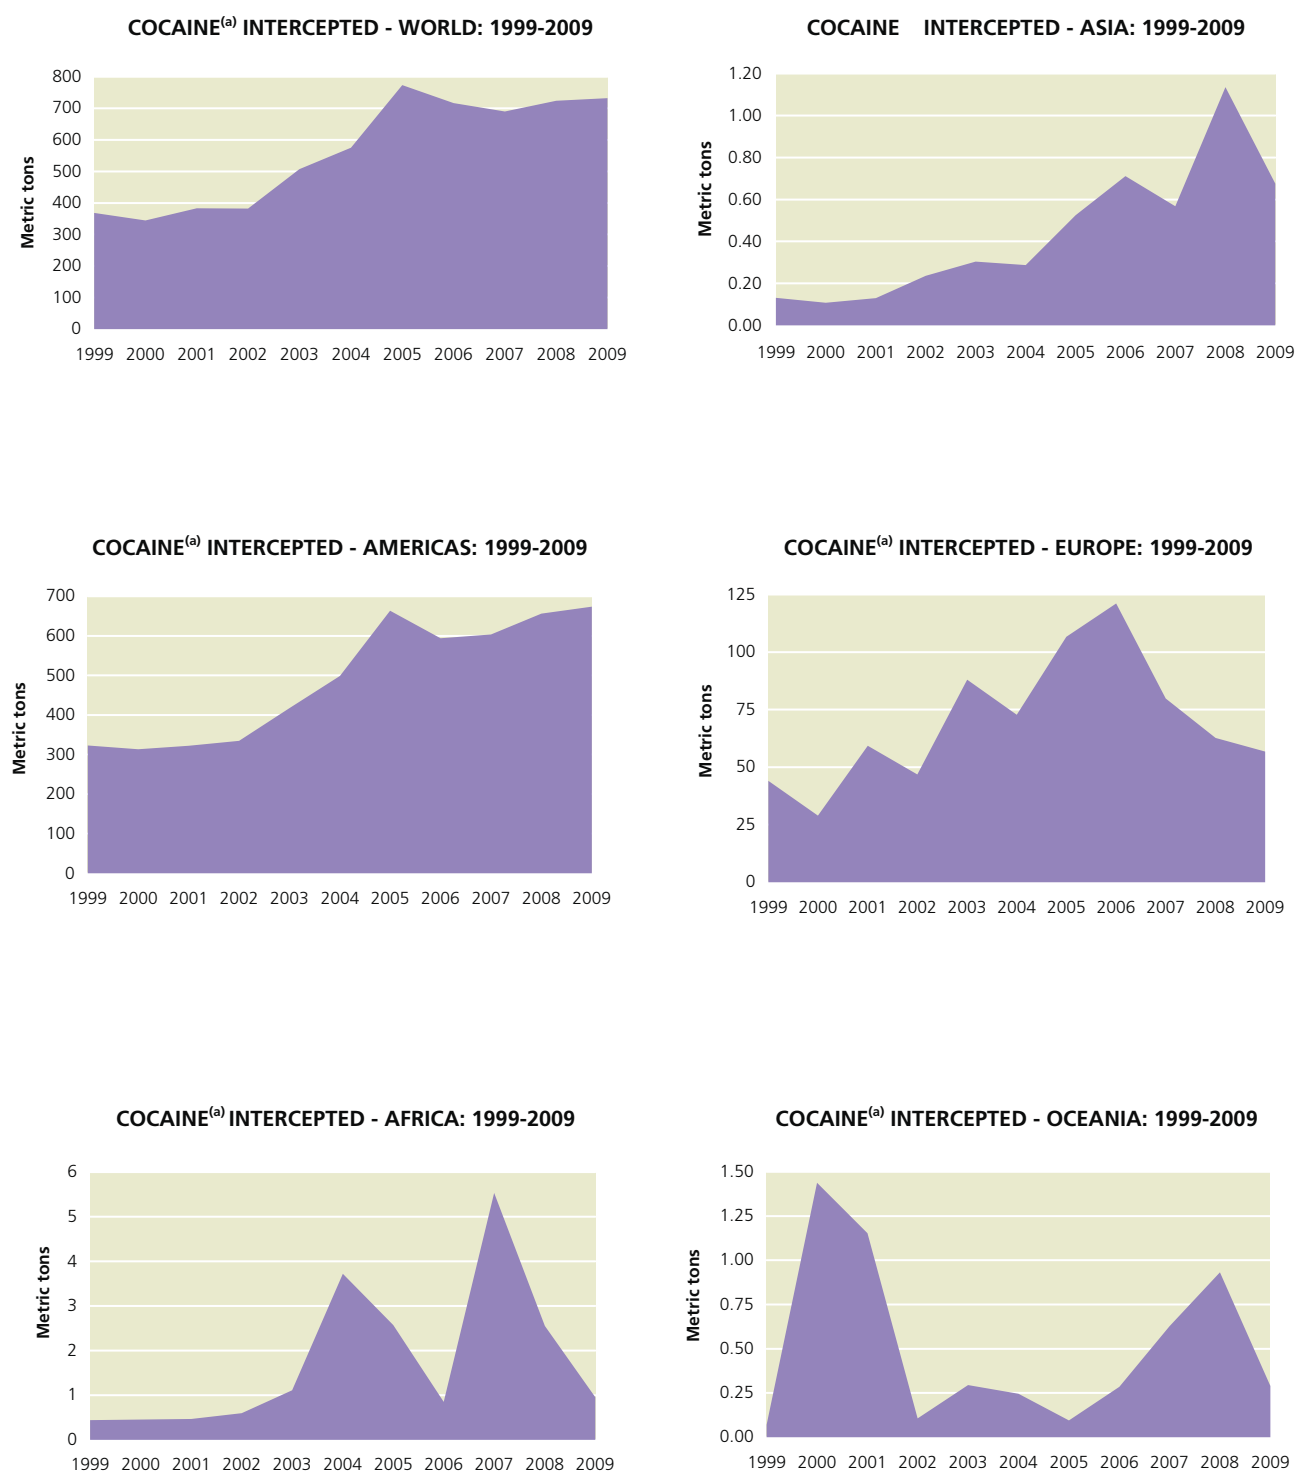 COCAINE(a) INTERCEPTED - WORLD: 1999-2009
Metric tons
800
700
600
500
400
300
200
100
0
1999 2000 2001 2002 2003 2004 2005 2006 2007 2008 2009
COCAINE INTERCEPTED - ASIA: 1999-2009
Metric tons
1.20
1.00
0.80
0.60
0.40
0.20
0.00
1999 2000 2001 2002 2003 2004 2005 2006 2007 2008 2009
COCAINE(a) INTERCEPTED - AMERICAS: 1999-2009
Metric tons
700
600
500
400
300
200
100
0
1999 2000 2001 2002 2003 2004 2005 2006 2007 2008 2009
COCAINE(a) INTERCEPTED - EUROPE: 1999-2009
Metric tons
125
100
75
50
25
0
1999 2000 2001 2002 2003 2004 2005 2006 2007 2008 2009
COCAINE(a) INTERCEPTED - AFRICA: 1999-2009
Metric tons
6
5
4
3
2
1
0
1999 2000 2001 2002 2003 2004 2005 2006 2007 2008 2009
COCAINE(a) INTERCEPTED - OCEANIA: 1999-2009
Metric tons
1.50
1.25
1.00
0.75
0.50
0.25
0.00
1999 2000 2001 2002 2003 2004 2005 2006 2007 2008 2009